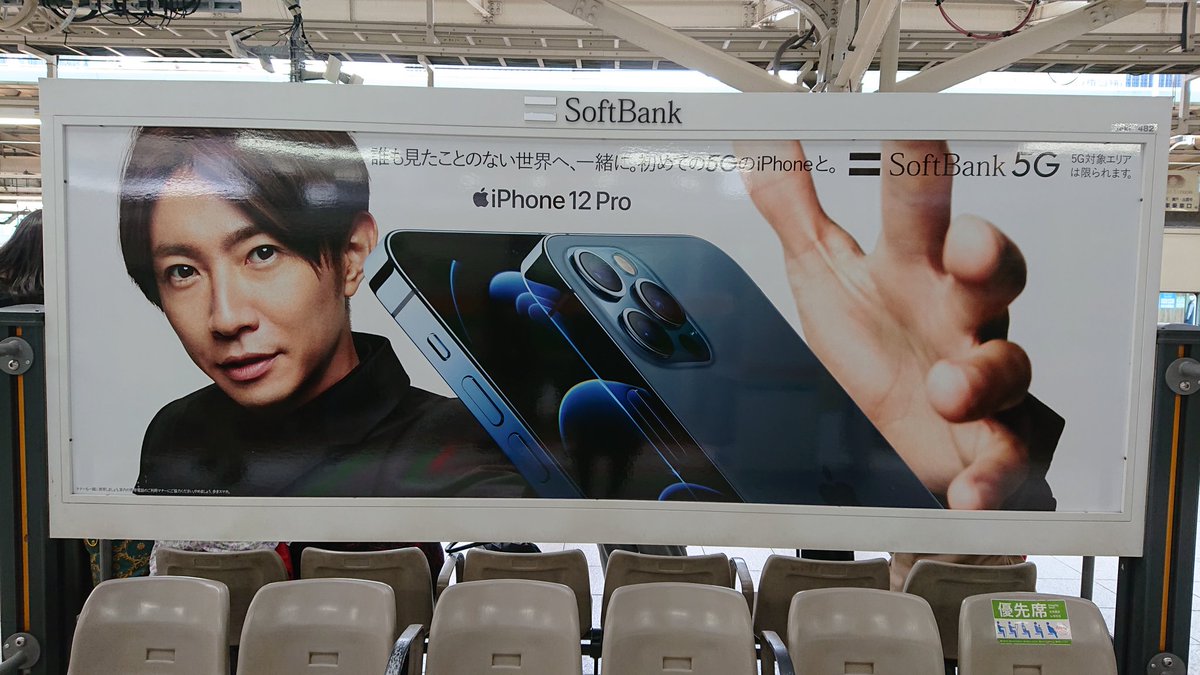 SoftBank
誰も見たことのない世界へ、一緒に。初めての5GのiPhoneと。
SoftBank 5G
5G対象エリア
は限られます。
iPhone 12 Pro
優先席